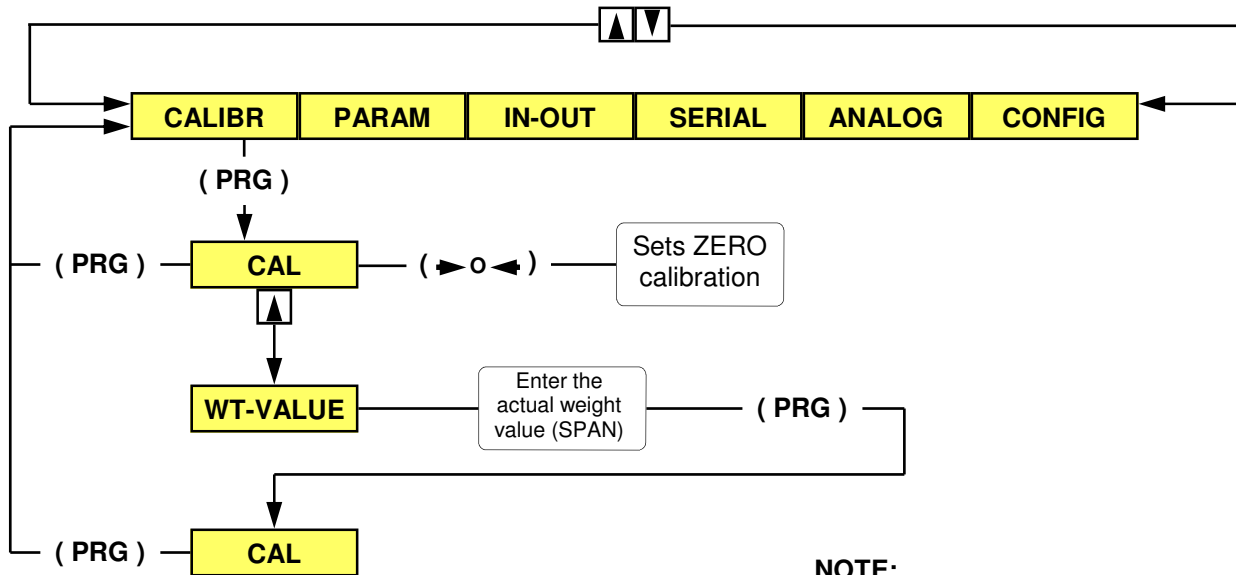 CALIBR PARAM IN-OUT SERIAL ANALOG CONFIG
( PRG )
( PRG ) CAL ( ►O◄ ) Sets ZERO
calibration
WT-VALUE Enter the
actual weight
value (SPAN) ( PRG )
( PRG ) CAL
NOTE: